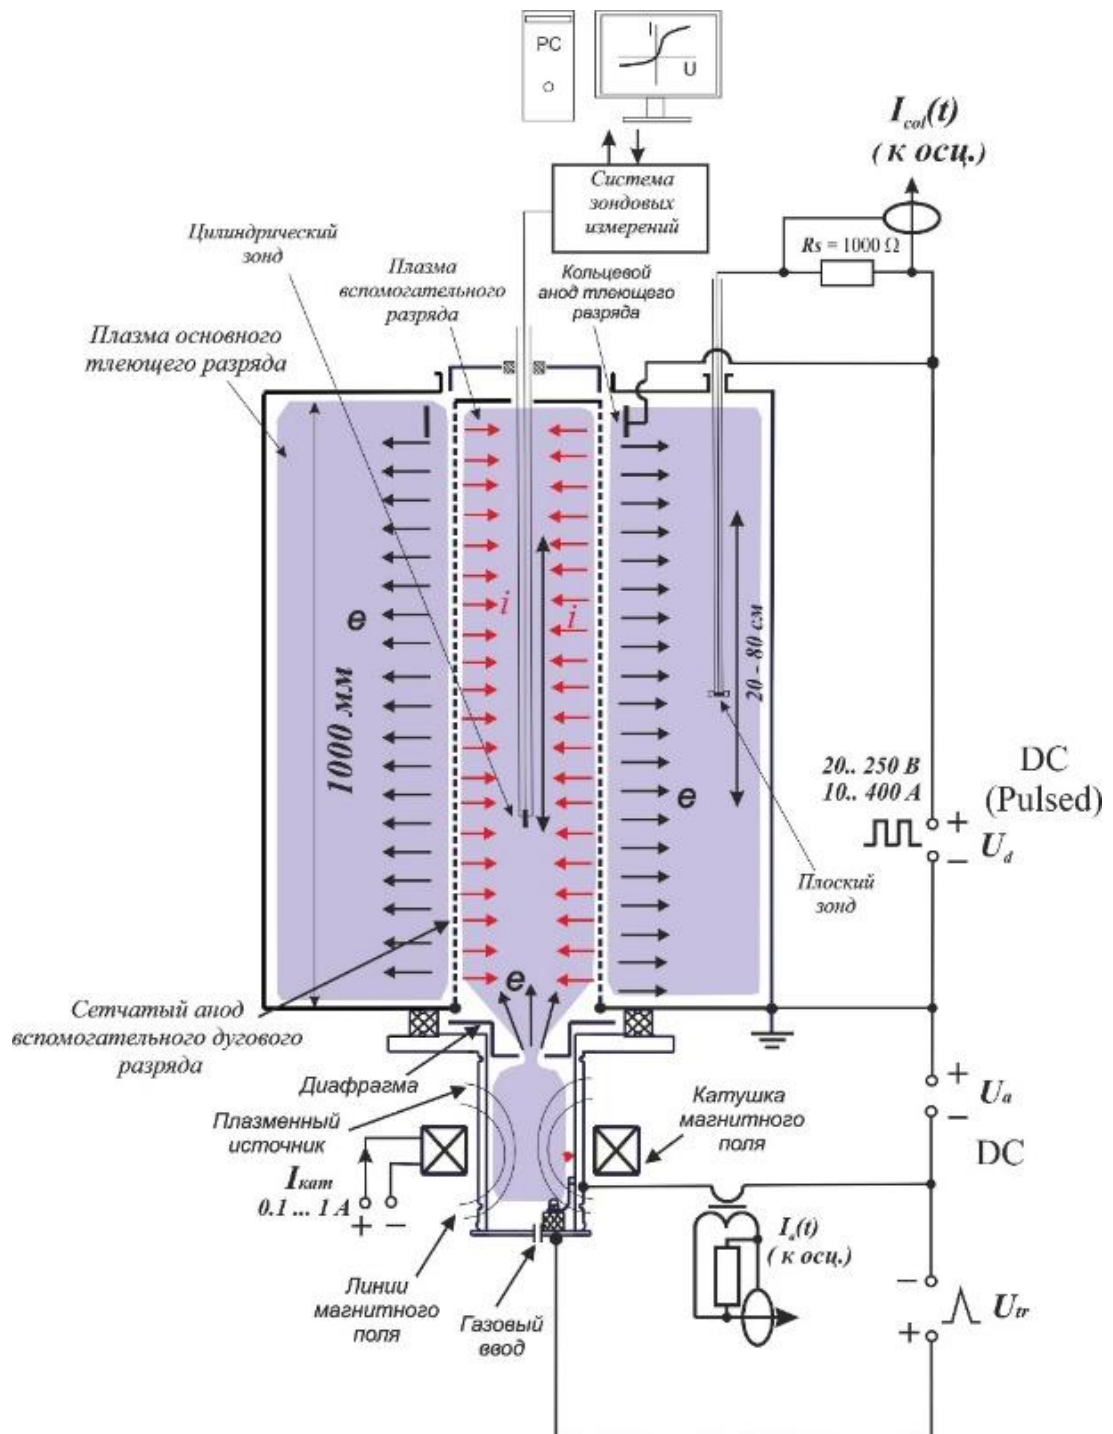 PC
I
U
I_col(t)
( к осц.)
Система
зондовых
измерений
Rs = 1000 Ω
Цилиндрический
зонд
Плазма
вспомогательного
разряда
Кольцевой
анод тлеющего
разряда
Плазма основного
тлеющего разряда
i
i
e
1000 мм
20 - 80 см
e
20.. 250 В
10.. 400 А
DC
(Pulsed)
+
U_d
−
Плоский
зонд
e
Сетчатый анод
вспомогательного дугового
разряда
Диафрагма
Плазменный
источник
Катушка
магнитного
поля
+
U_a
−
DC
I_кат
0.1 ... 1 А
+ −
I_a(t)
( к осц.)
Линии
магнитного
поля
Газовый
ввод
−
U_tr
+